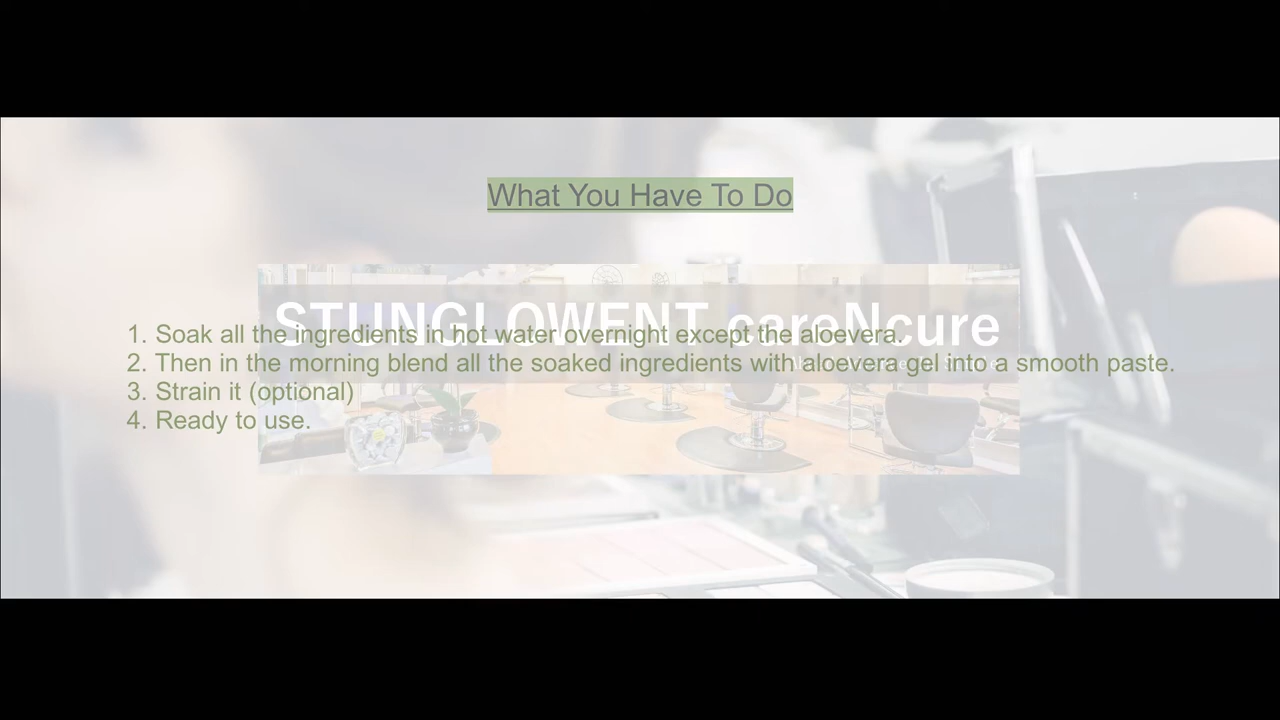 What You Have To Do
STUNGLOWENT careNcure
1. Soak all the ingredients in hot water overnight except the aloevera.
2. Then in the morning blend all the soaked ingredients with aloevera gel into a smooth paste.
3. Strain it (optional)
4. Ready to use.